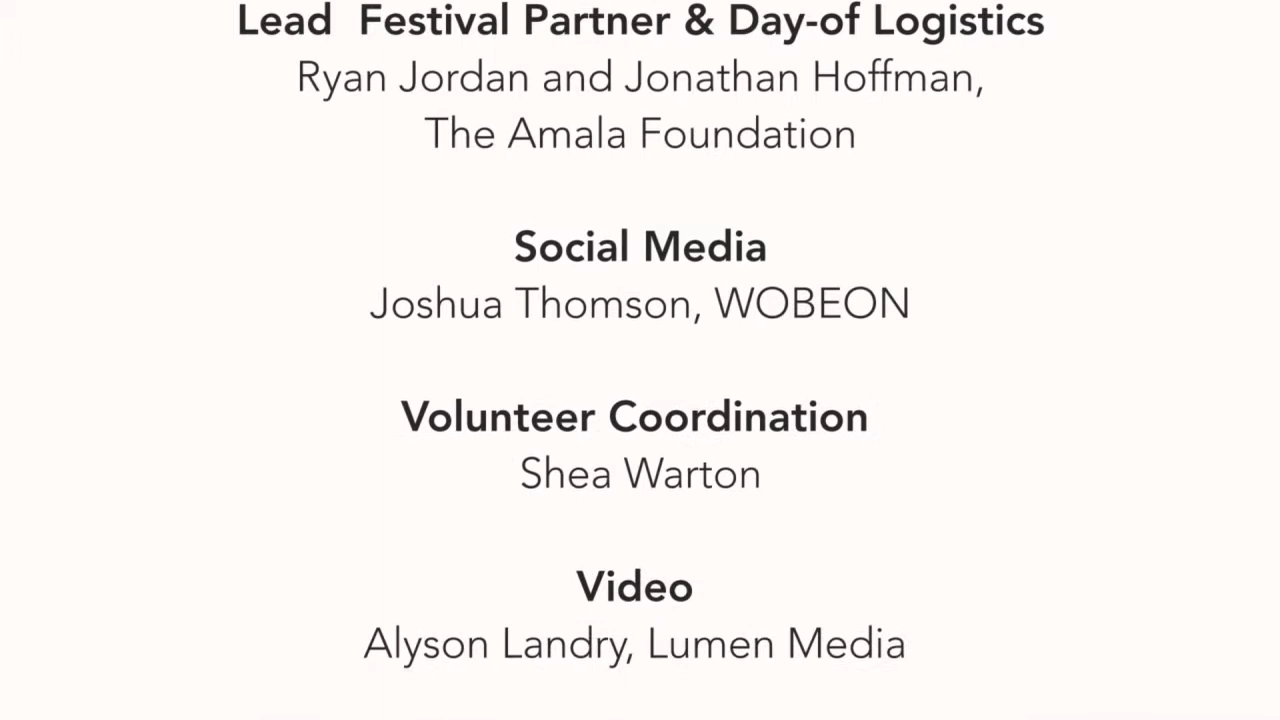 Lead  Festival Partner & Day-of Logistics
Ryan Jordan and Jonathan Hoffman,
The Amala Foundation
Social Media
Joshua Thomson, WOBEON
Volunteer Coordination
Shea Warton
Video
Alyson Landry, Lumen Media